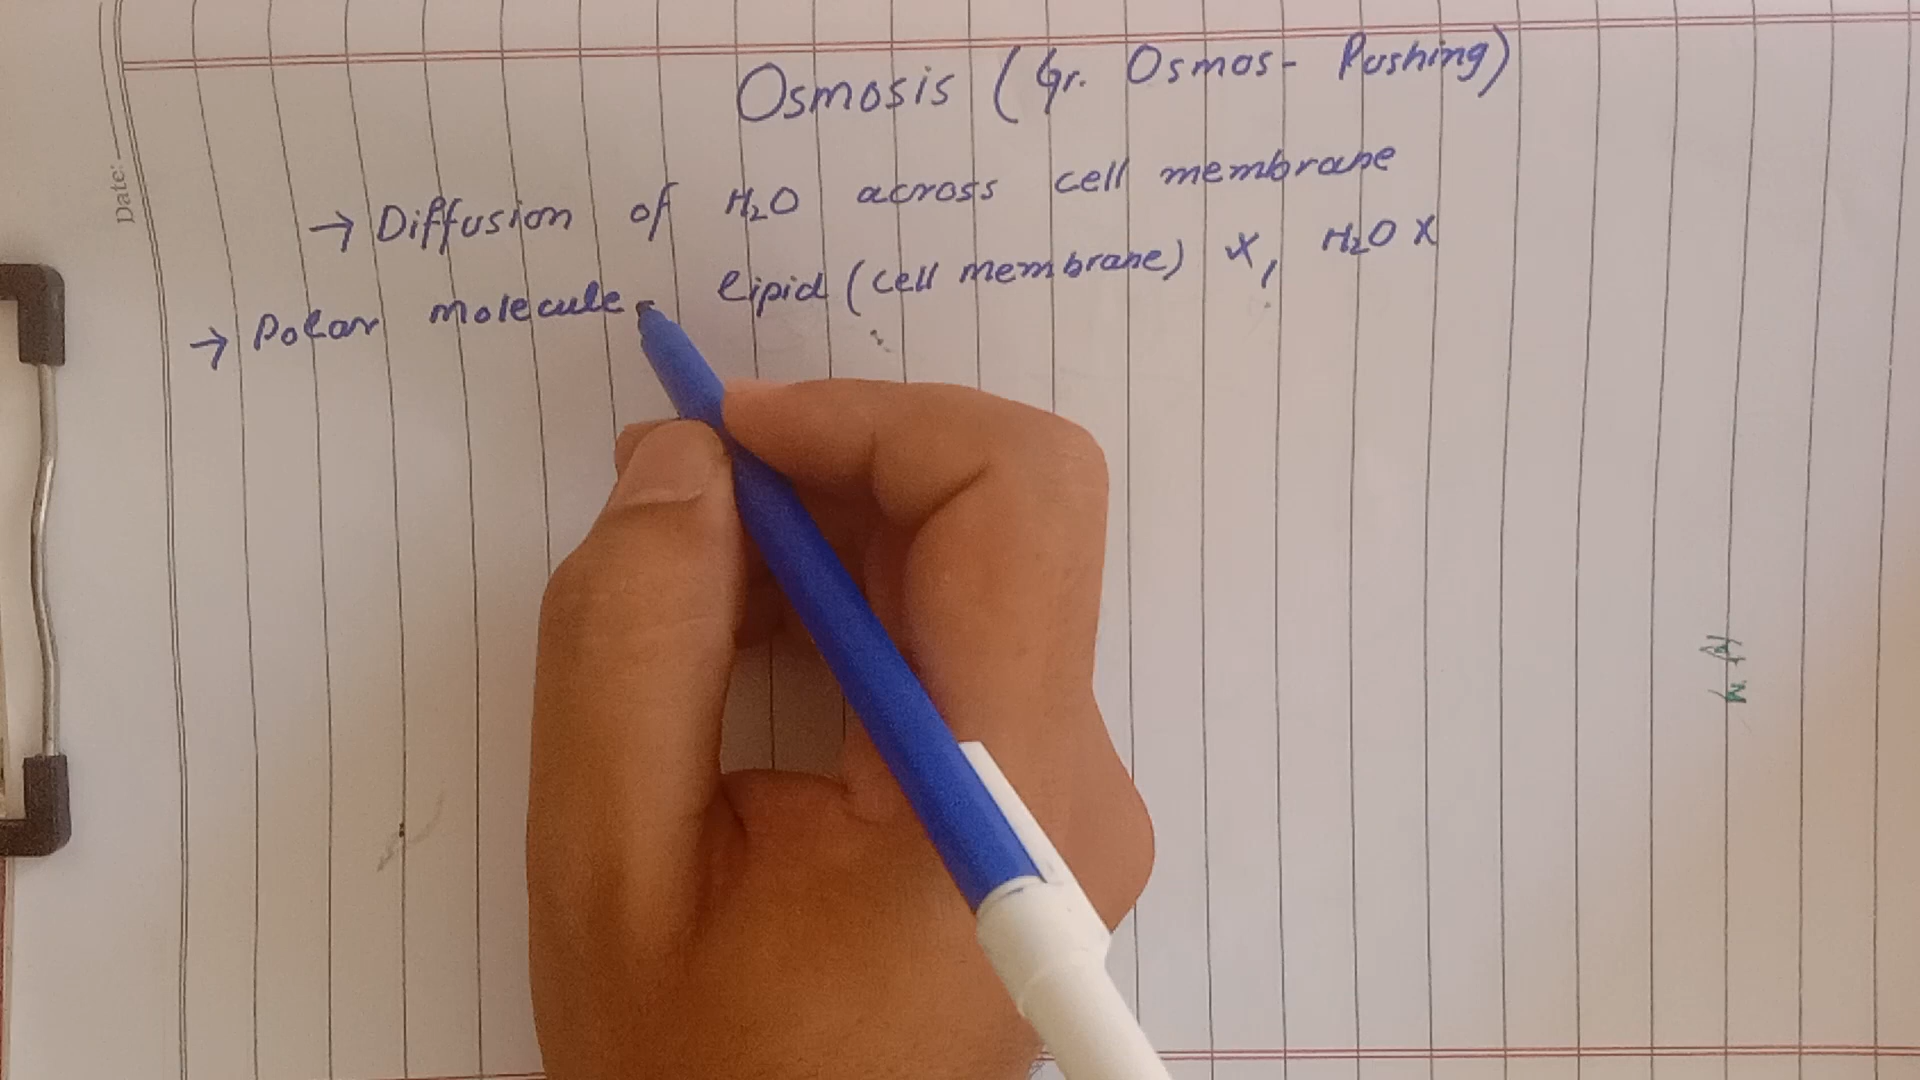 Osmosis (Gr. Osmos- Pushing)
→ Diffusion of H₂O across cell membrane
→ Polar molecule lipid (cell membrane) x, H₂O x
Date: